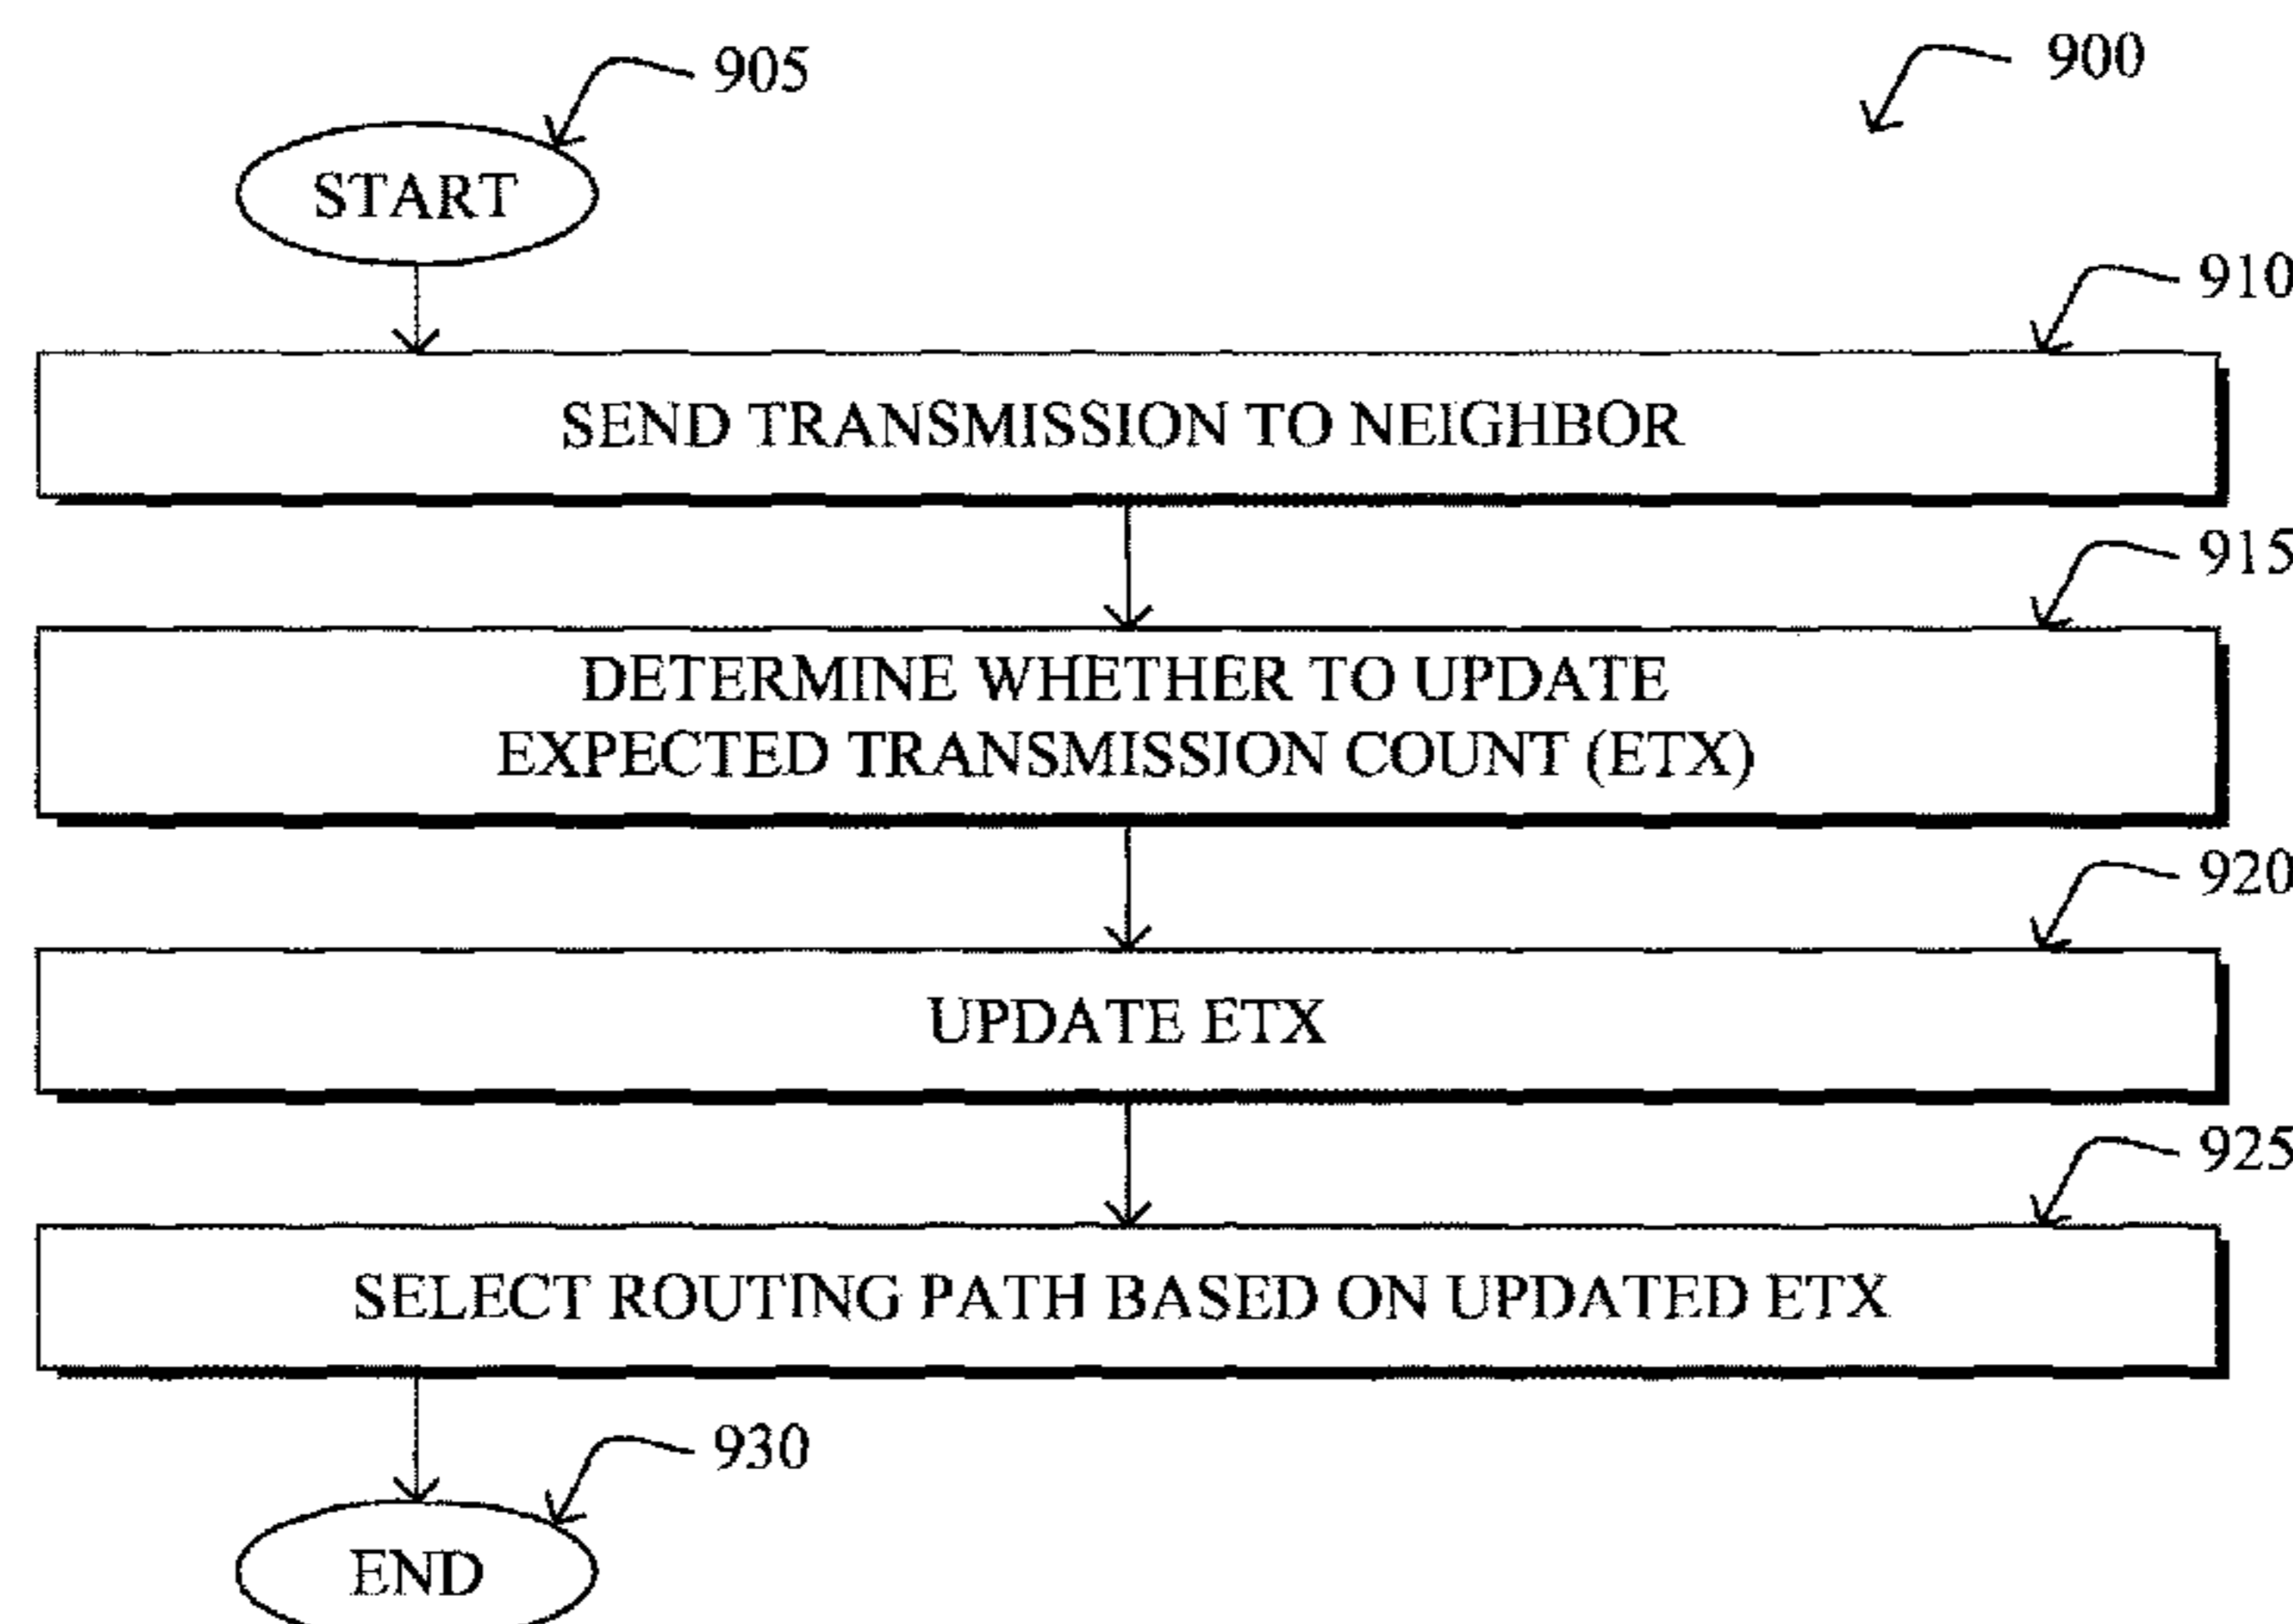 905
900
START
910
SEND TRANSMISSION TO NEIGHBOR
915
DETERMINE WHETHER TO UPDATE
EXPECTED TRANSMISSION COUNT (ETX)
920
UPDATE ETX
925
SELECT ROUTING PATH BASED ON UPDATED ETX
930
END